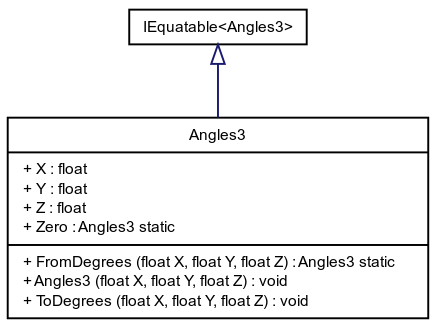 IEquatable<Angles3>
Angles3
+ X : float
+ Y : float
+ Z : float
+ Zero : Angles3 static
+ FromDegrees (float X, float Y, float Z) : Angles3 static
+ Angles3 (float X, float Y, float Z) : void
+ ToDegrees (float X, float Y, float Z) : void